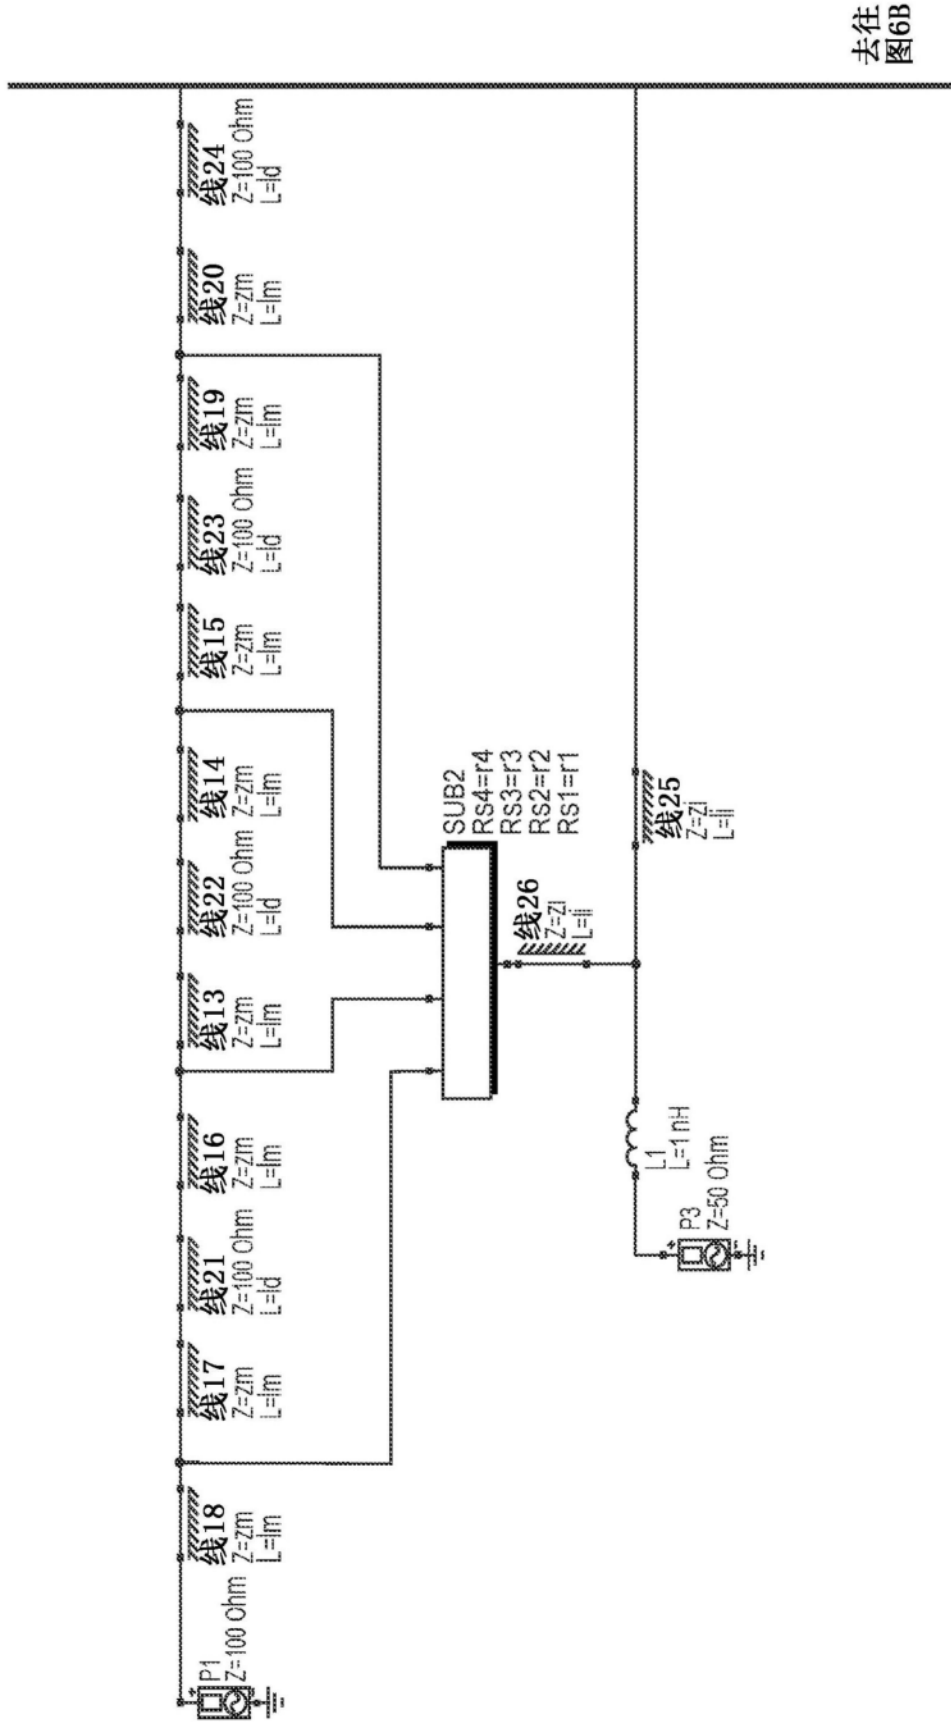 P1
Z=100 Ohm
线18
Z=zm
L=lm
线17
Z=zm
L=lm
线21
Z=100 Ohm
L=ld
线16
Z=zm
L=lm
线13
Z=zm
L=lm
线22
Z=100 Ohm
L=ld
线14
Z=zm
L=lm
线15
Z=zm
L=lm
线23
Z=100 Ohm
L=ld
线19
Z=zm
L=lm
线20
Z=zm
L=lm
线24
Z=100 Ohm
L=ld
SUB2
Rs4=r4
Rs3=r3
Rs2=r2
Rs1=r1
线26
Z=Zi
L=li
L1
L=1 nH
P3
Z=50 Ohm
线25
Z=Zi
L=li
去往
图6B